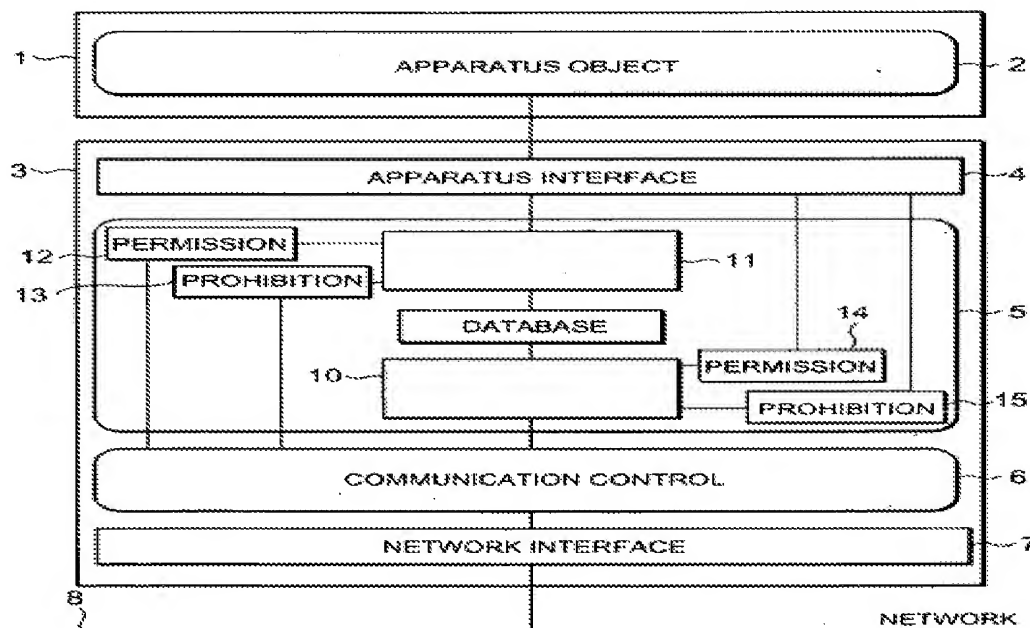 1
APPARATUS OBJECT
2
3
APPARATUS INTERFACE
4
12
PERMISSION
13
PROHIBITION
11
DATABASE
14
5
10
PERMISSION
PROHIBITION
15
COMMUNICATION CONTROL
6
NETWORK INTERFACE
7
8
NETWORK